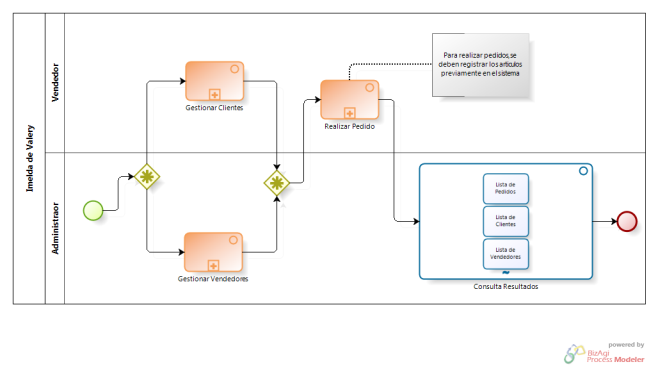 Imelda de Valery
Vendedor
Gestionar Clientes
Realizar Pedido
Para realizar pedidos,se
deben registrar los articulos
previamente en el sistema
Administraor
Gestionar Vendedores
Lista de
Pedidos
Lista de
Clientes
Lista de
Vendedores
Consulta Resultados
powered by
BizAgi
Process Modeler